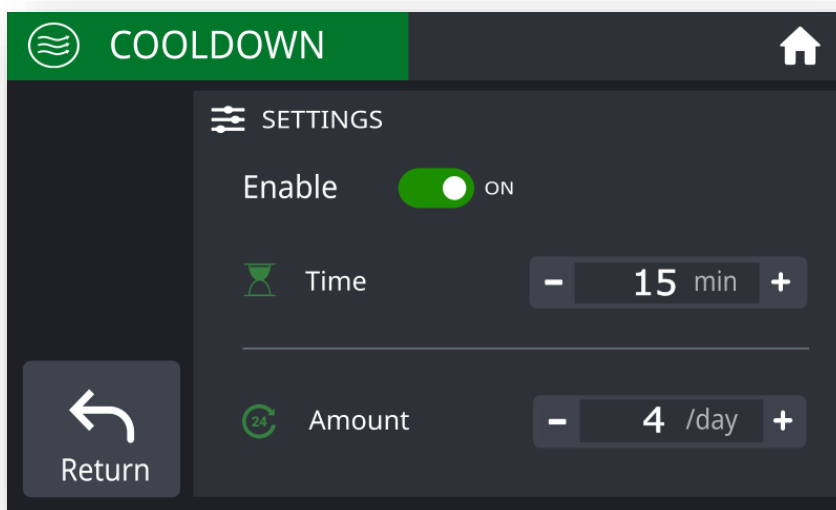 COOLDOWN
SETTINGS
Enable ON
Time - 15 min +
24 Amount - 4 /day +
Return